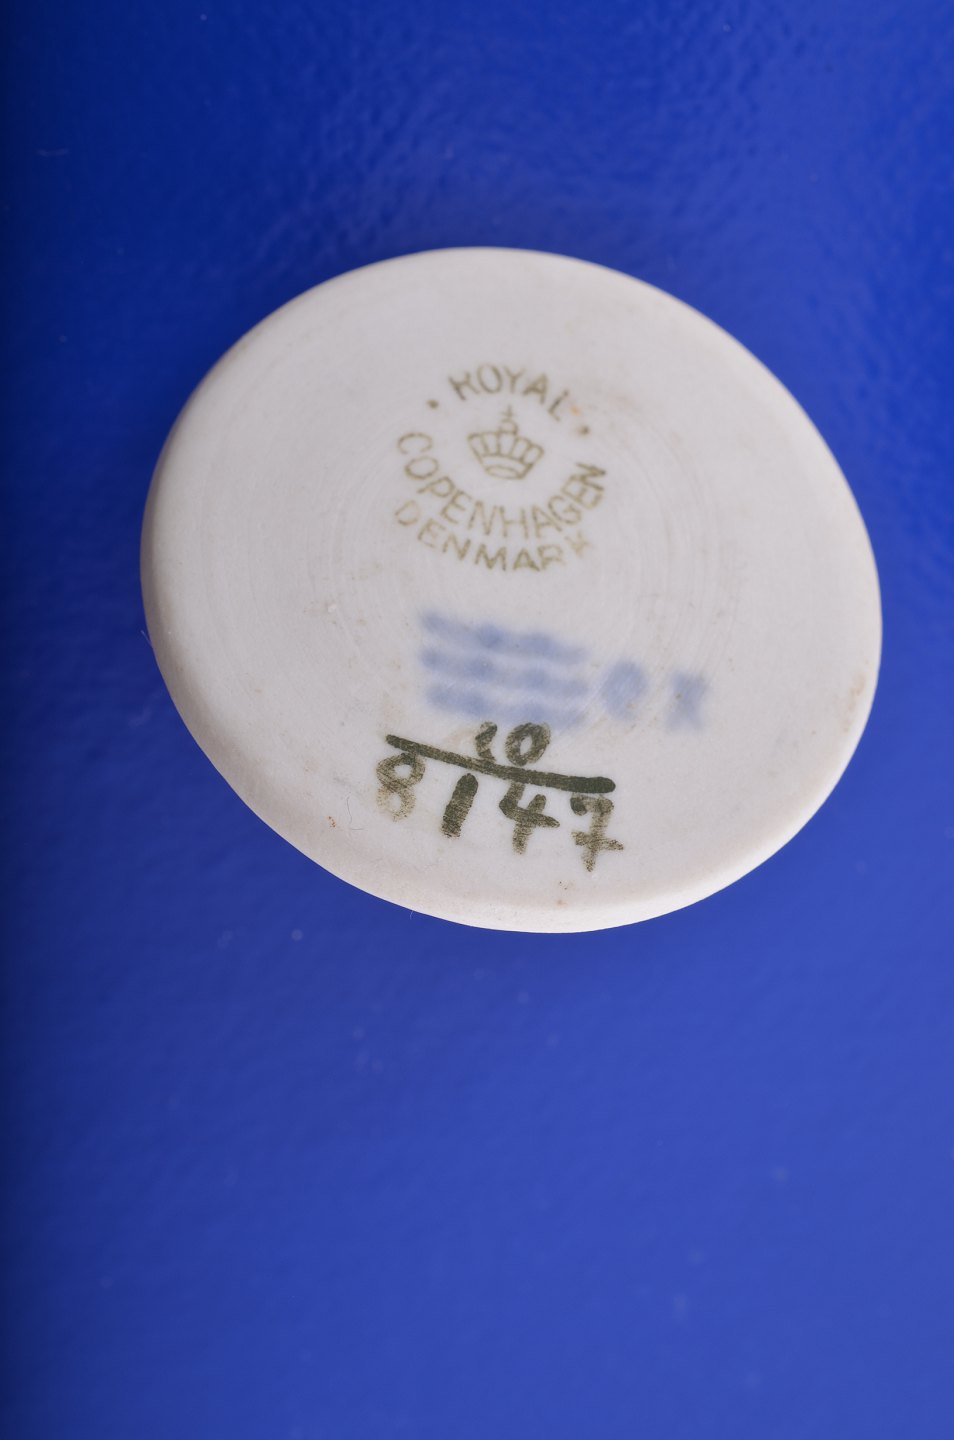 ROYAL
COPENHAGEN
DENMARK
10
8147